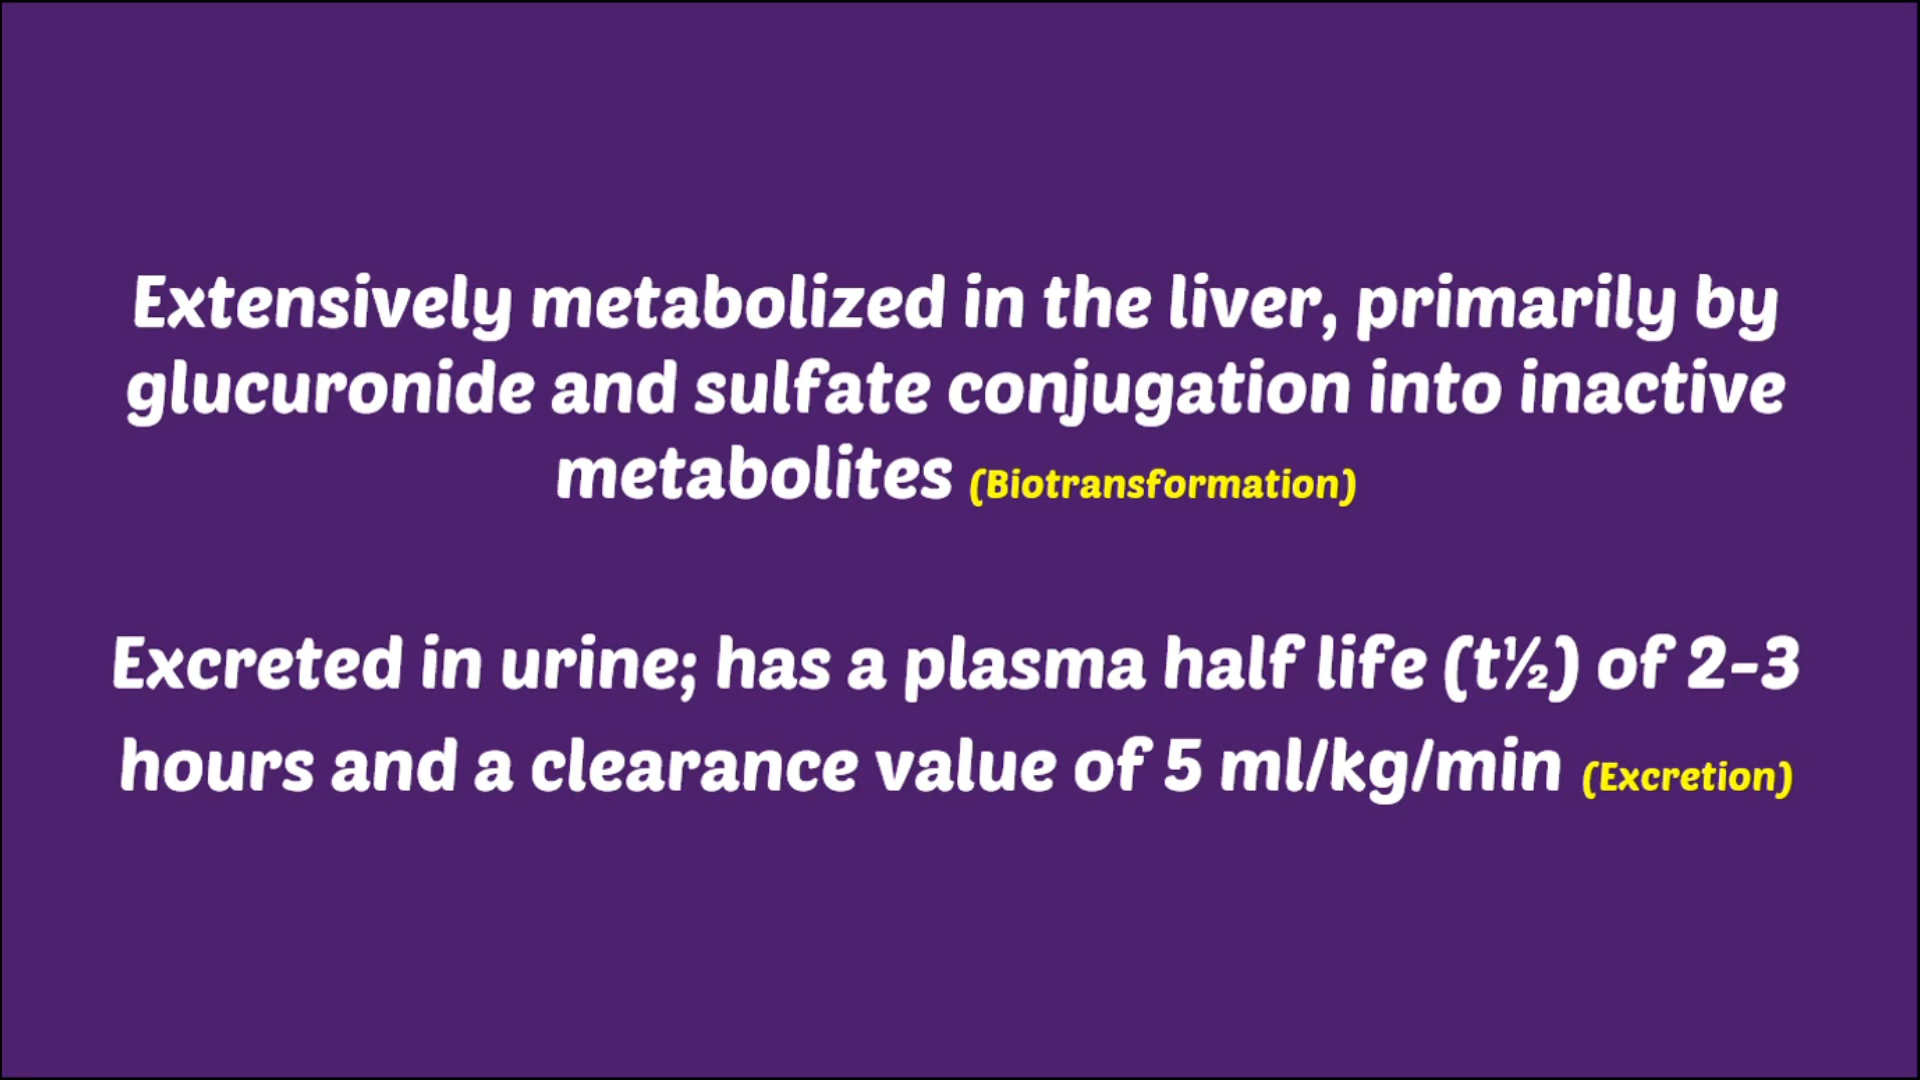 Extensively metabolized in the liver, primarily by
glucuronide and sulfate conjugation into inactive
metabolites (Biotransformation)
Excreted in urine; has a plasma half life (t½) of 2-3
hours and a clearance value of 5 ml/kg/min (Excretion)